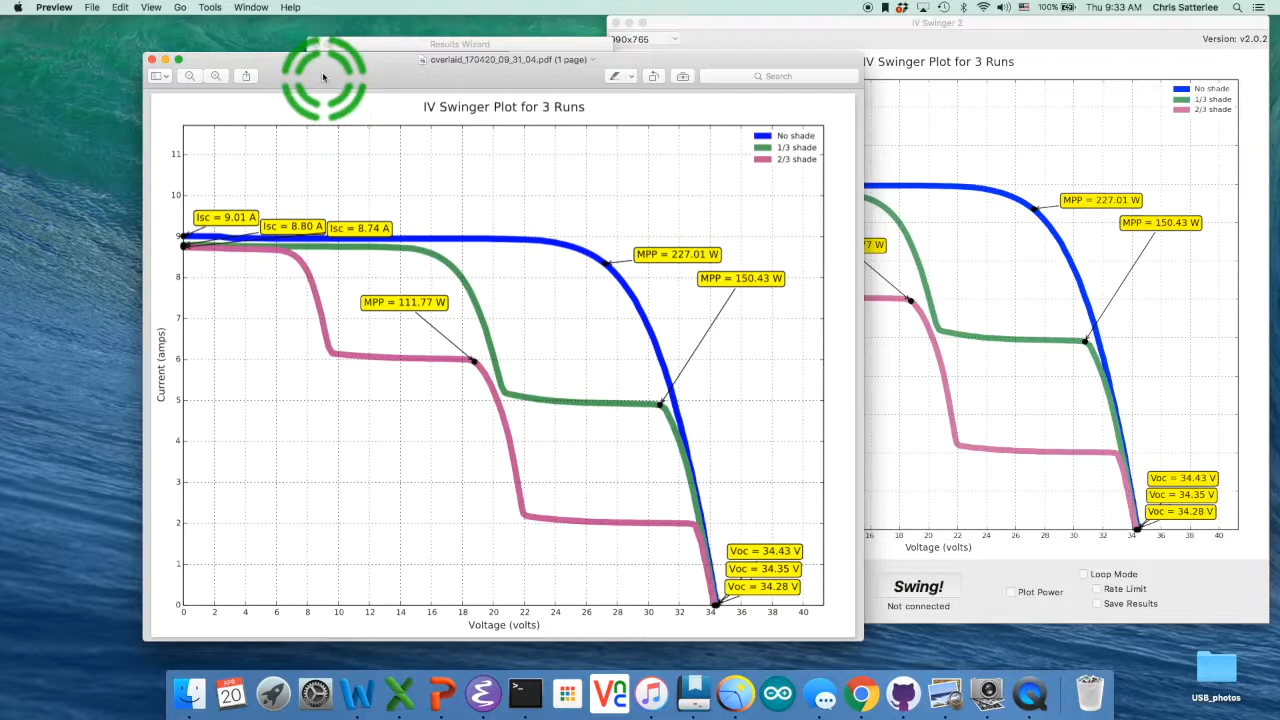 Preview File Edit View Go Tools Window Help
100% Thu Apr 20 9:33 AM Chris Satterlee
IV Swinger 2
Results Wizard
090x765
Version: v2.0.2
overlaid_170420_09_31_04.pdf (1 page)
Search
IV Swinger Plot for 3 Runs
No shade
1/3 shade
2/3 shade
Isc = 9.01 A
Isc = 8.80 A
Isc = 8.74 A
MPP = 227.01 W
MPP = 150.43 W
MPP = 111.77 W
Voc = 34.43 V
Voc = 34.35 V
Voc = 34.28 V
11
10
9
8
7
6
5
4
3
2
1
0
Current (amps)
0 2 4 6 8 10 12 14 16 18 20 22 24 26 28 30 32 34 36 38 40
Voltage (volts)
IV Swinger Plot for 3 Runs
No shade
1/3 shade
2/3 shade
MPP = 227.01 W
MPP = 150.43 W
77 W
Voc = 34.43 V
Voc = 34.35 V
Voc = 34.28 V
16 18 20 22 24 26 28 30 32 34 36 38 40
Voltage (volts)
Swing!
Not connected
Plot Power
Loop Mode
Rate Limit
Save Results
APR
20
W
X
P
>_
VNC
USB_photos